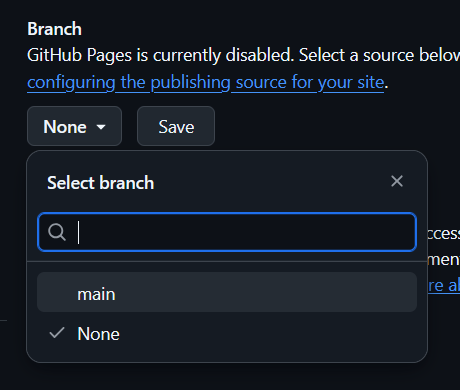 Branch
GitHub Pages is currently disabled. Select a source below
configuring the publishing source for your site.
None
Save
Select branch
main
None